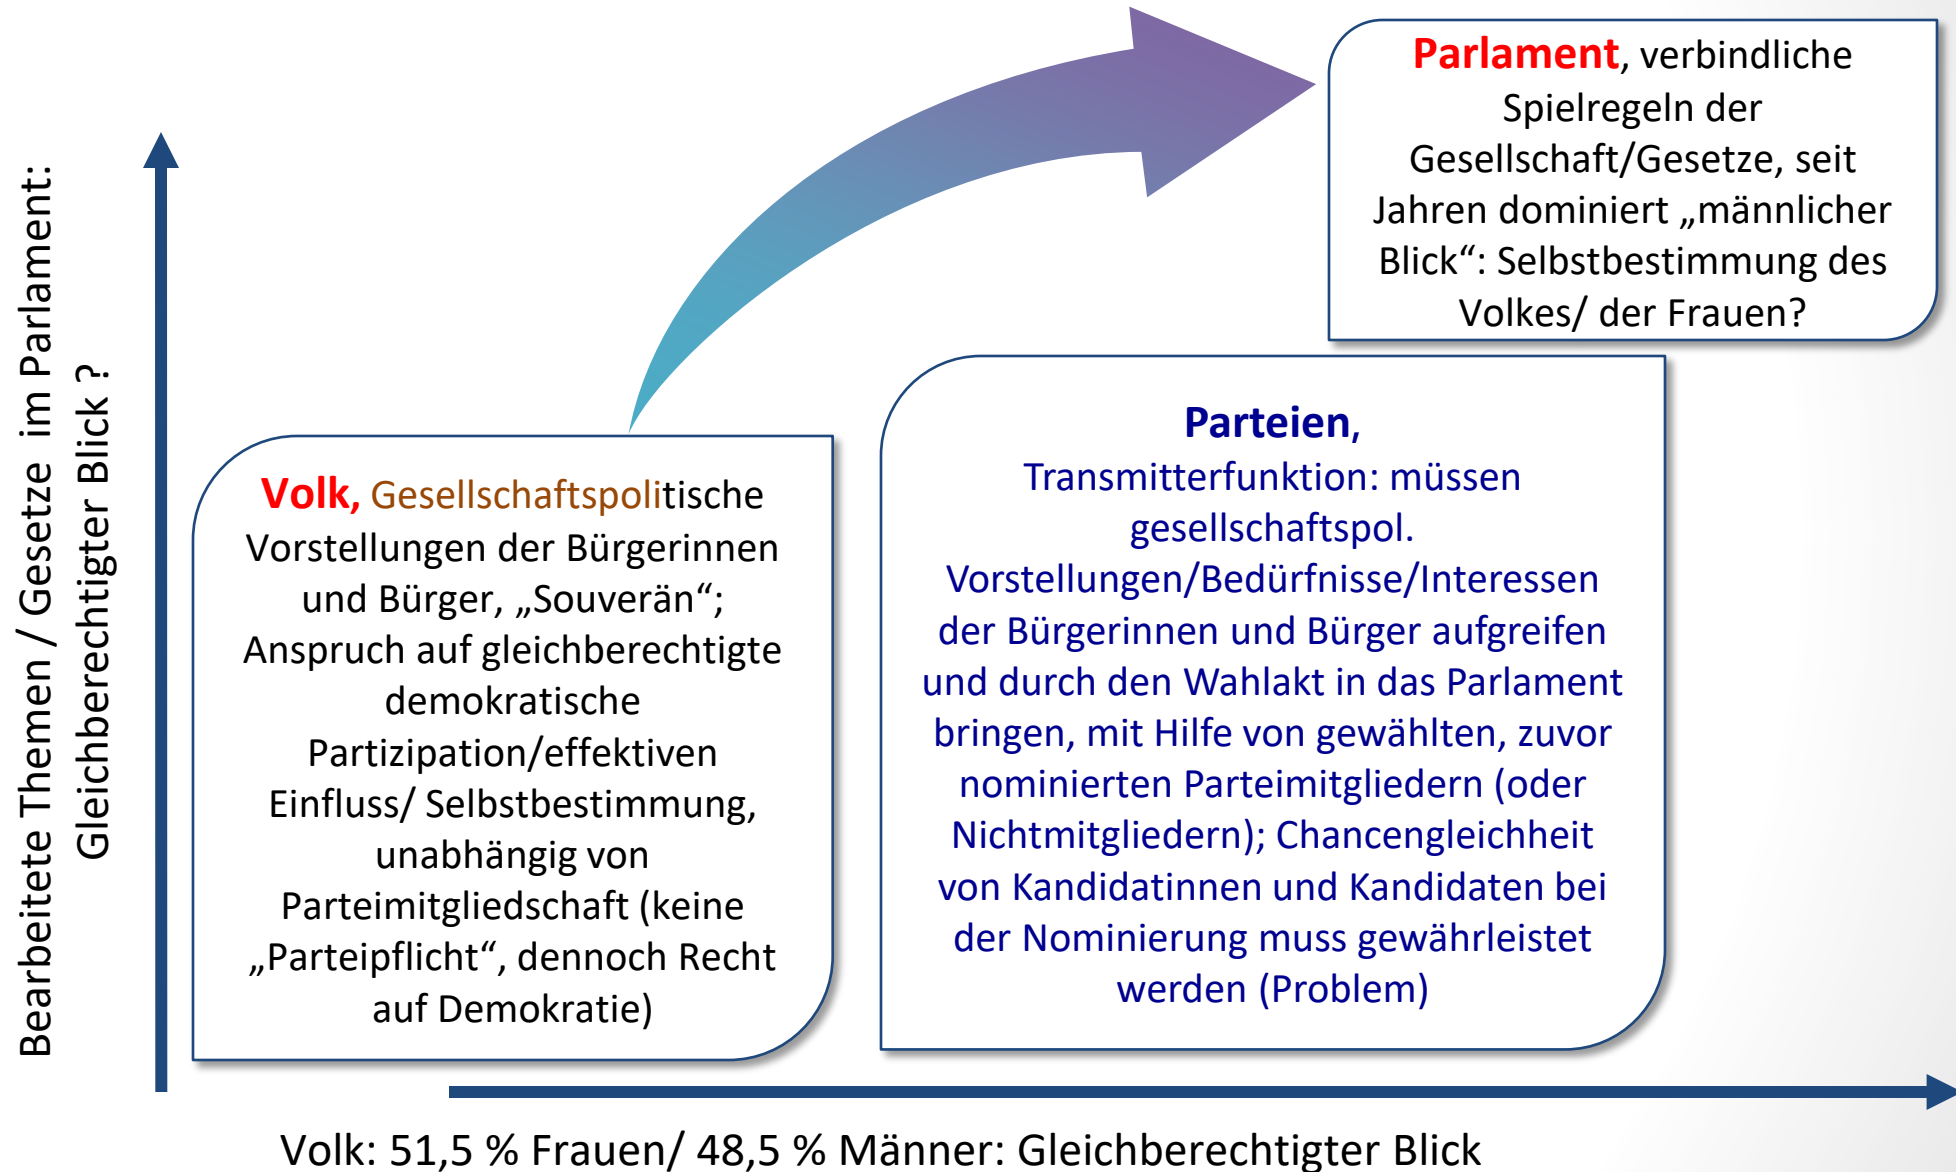 Bearbeitete Themen / Gesetze im Parlament:
Gleichberechtigter Blick ?
Parlament, verbindliche
Spielregeln der
Gesellschaft/Gesetze, seit
Jahren dominiert „männlicher
Blick“: Selbstbestimmung des
Volkes/ der Frauen?
Volk, Gesellschaftspolitische
Vorstellungen der Bürgerinnen
und Bürger, „Souverän“;
Anspruch auf gleichberechtigte
demokratische
Partizipation/effektiven
Einfluss/ Selbstbestimmung,
unabhängig von
Parteimitgliedschaft (keine
„Parteipflicht“, dennoch Recht
auf Demokratie)
Parteien,
Transmitterfunktion: müssen
gesellschaftspol.
Vorstellungen/Bedürfnisse/Interessen
der Bürgerinnen und Bürger aufgreifen
und durch den Wahlakt in das Parlament
bringen, mit Hilfe von gewählten, zuvor
nominierten Parteimitgliedern (oder
Nichtmitgliedern); Chancengleichheit
von Kandidatinnen und Kandidaten bei
der Nominierung muss gewährleistet
werden (Problem)
Volk: 51,5 % Frauen/ 48,5 % Männer: Gleichberechtigter Blick